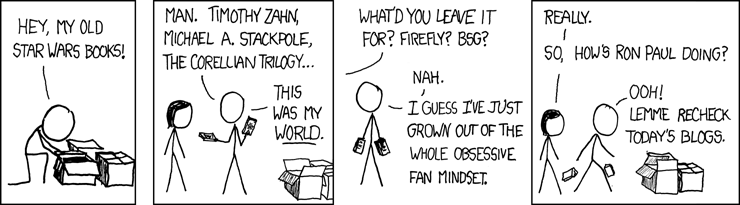 HEY, MY OLD
STAR WARS BOOKS!
MAN. TIMOTHY ZAHN,
MICHAEL A. STACKPOLE,
THE CORELLIAN TRILOGY...
THIS
WAS MY
WORLD.
WHAT'D YOU LEAVE IT
FOR? FIREFLY? BSG?
NAH.
I GUESS I'VE JUST
GROWN OUT OF THE
WHOLE OBSESSIVE
FAN MINDSET.
REALLY.
SO, HOW'S RON PAUL DOING?
OOH!
LEMME RECHECK
TODAY'S BLOGS.